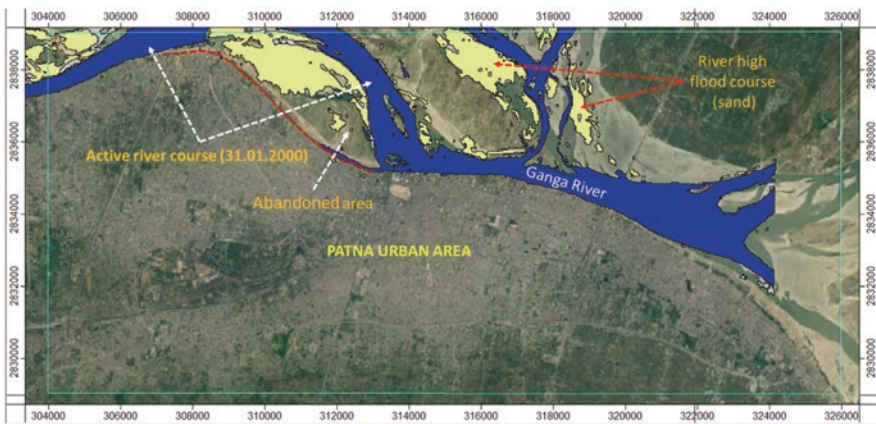 304000 306000 308000 310000 312000 314000 316000 318000 320000 322000 324000 326000
2838000
2836000
2834000
2832000
2830000
River high
flood course
(sand)
Active river course (31.01.2000)
Abandoned area
Ganga River
PATNA URBAN AREA
2838000
2836000
2834000
2832000
2830000
304000 306000 308000 310000 312000 314000 316000 318000 320000 322000 324000 326000